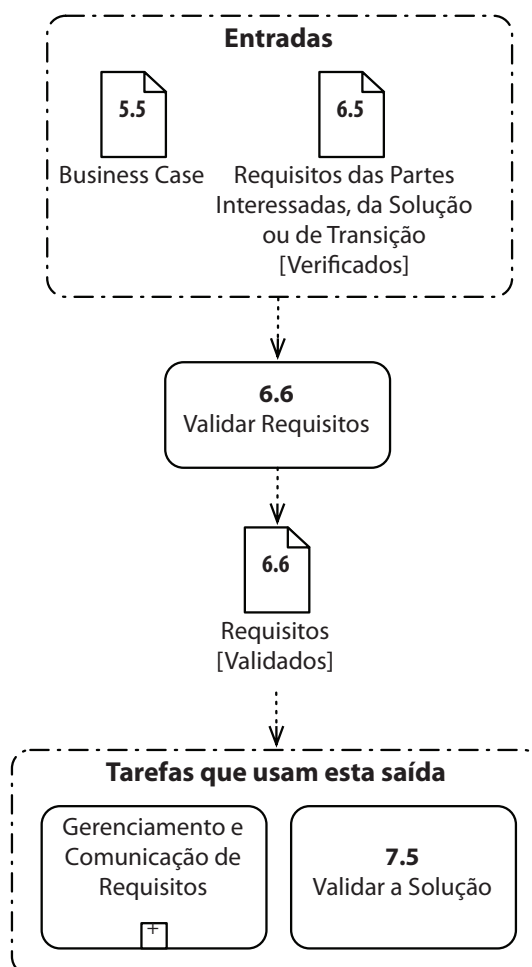 Entradas
5.5
Business Case
6.5
Requisitos das Partes
Interessadas, da Solução
ou de Transição
[Verificados]
6.6
Validar Requisitos
6.6
Requisitos
[Validados]
Tarefas que usam esta saída
Gerenciamento e
Comunicação de
Requisitos
+
7.5
Validar a Solução